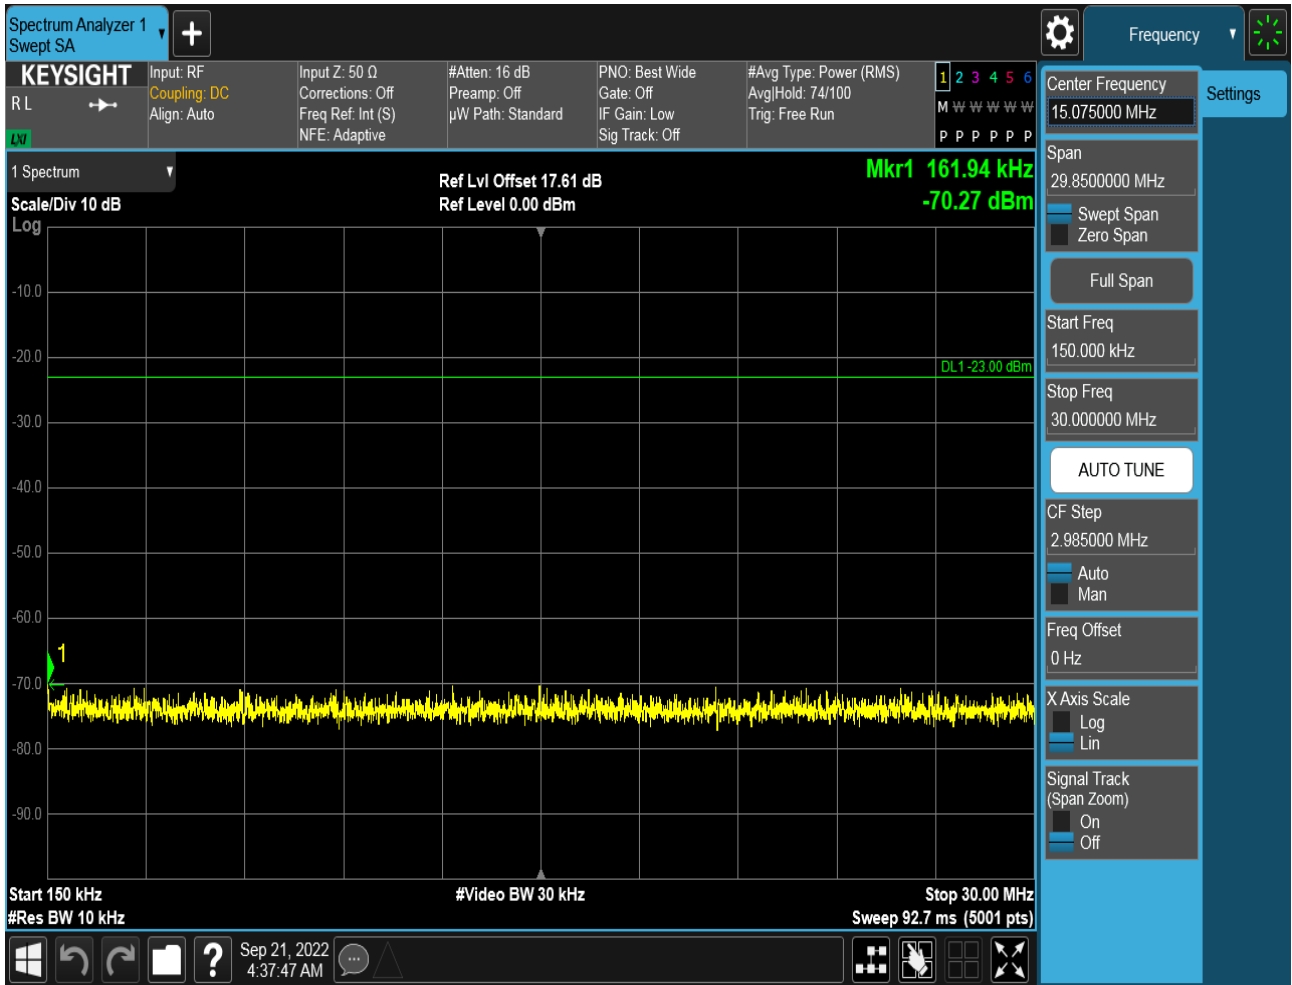 Spectrum Analyzer 1
Swept SA
Frequency
KEYSIGHT
R L
LXI
Input: RF
Coupling: DC
Align: Auto
Input Z: 50 Ω
Corrections: Off
Freq Ref: Int (S)
NFE: Adaptive
#Atten: 16 dB
Preamp: Off
µW Path: Standard
PNO: Best Wide
Gate: Off
IF Gain: Low
Sig Track: Off
#Avg Type: Power (RMS)
Avg|Hold: 74/100
Trig: Free Run
1 2 3 4 5 6
M W W W W W
P P P P P P
1 Spectrum
Scale/Div 10 dB
Log
Ref Lvl Offset 17.61 dB
Ref Level 0.00 dBm
Mkr1 161.94 kHz
-70.27 dBm
-10.0
-20.0
DL1 -23.00 dBm
-30.0
-40.0
-50.0
-60.0
1
-70.0
-80.0
-90.0
Start 150 kHz
#Video BW 30 kHz
Stop 30.00 MHz
#Res BW 10 kHz
Sweep 92.7 ms (5001 pts)
Center Frequency
15.075000 MHz
Settings
Span
29.8500000 MHz
Swept Span
Zero Span
Full Span
Start Freq
150.000 kHz
Stop Freq
30.000000 MHz
AUTO TUNE
CF Step
2.985000 MHz
Auto
Man
Freq Offset
0 Hz
X Axis Scale
Log
Lin
Signal Track
(Span Zoom)
On
Off
?
Sep 21, 2022
4:37:47 AM